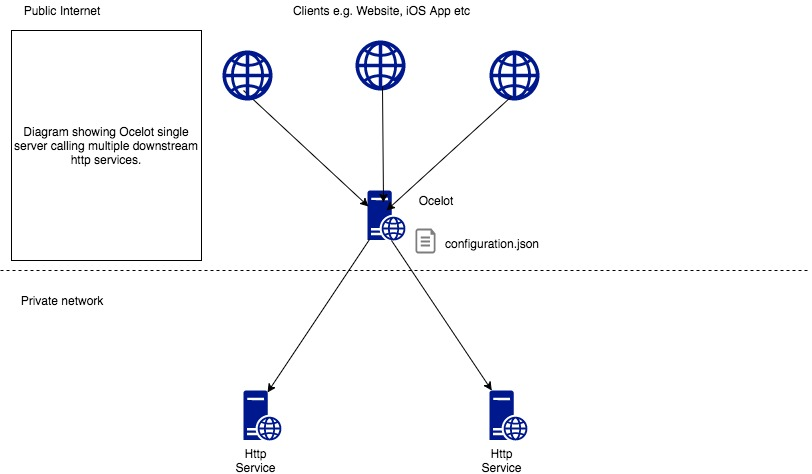 Public Internet
Clients e.g. Website, iOS App etc
Diagram showing Ocelot single
server calling multiple downstream
http services.
Ocelot
configuration.json
Private network
Http
Service
Http
Service